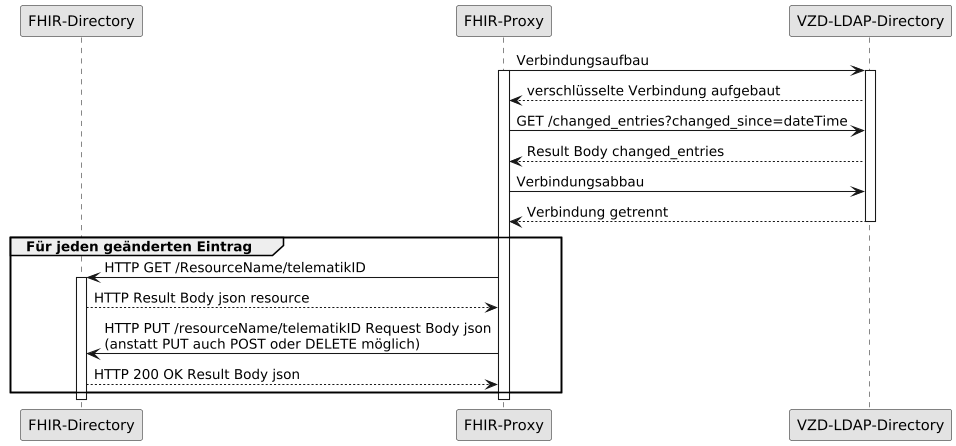 FHIR-Directory
FHIR-Proxy
VZD-LDAP-Directory
Verbindungsaufbau
verschlüsselte Verbindung aufgebaut
GET /changed_entries?changed_since=dateTime
Result Body changed_entries
Verbindungsabbau
Verbindung getrennt
Für jeden geänderten Eintrag
HTTP GET /ResourceName/telematikID
HTTP Result Body json resource
HTTP PUT /resourceName/telematikID Request Body json
(anstatt PUT auch POST oder DELETE möglich)
HTTP 200 OK Result Body json
FHIR-Directory
FHIR-Proxy
VZD-LDAP-Directory